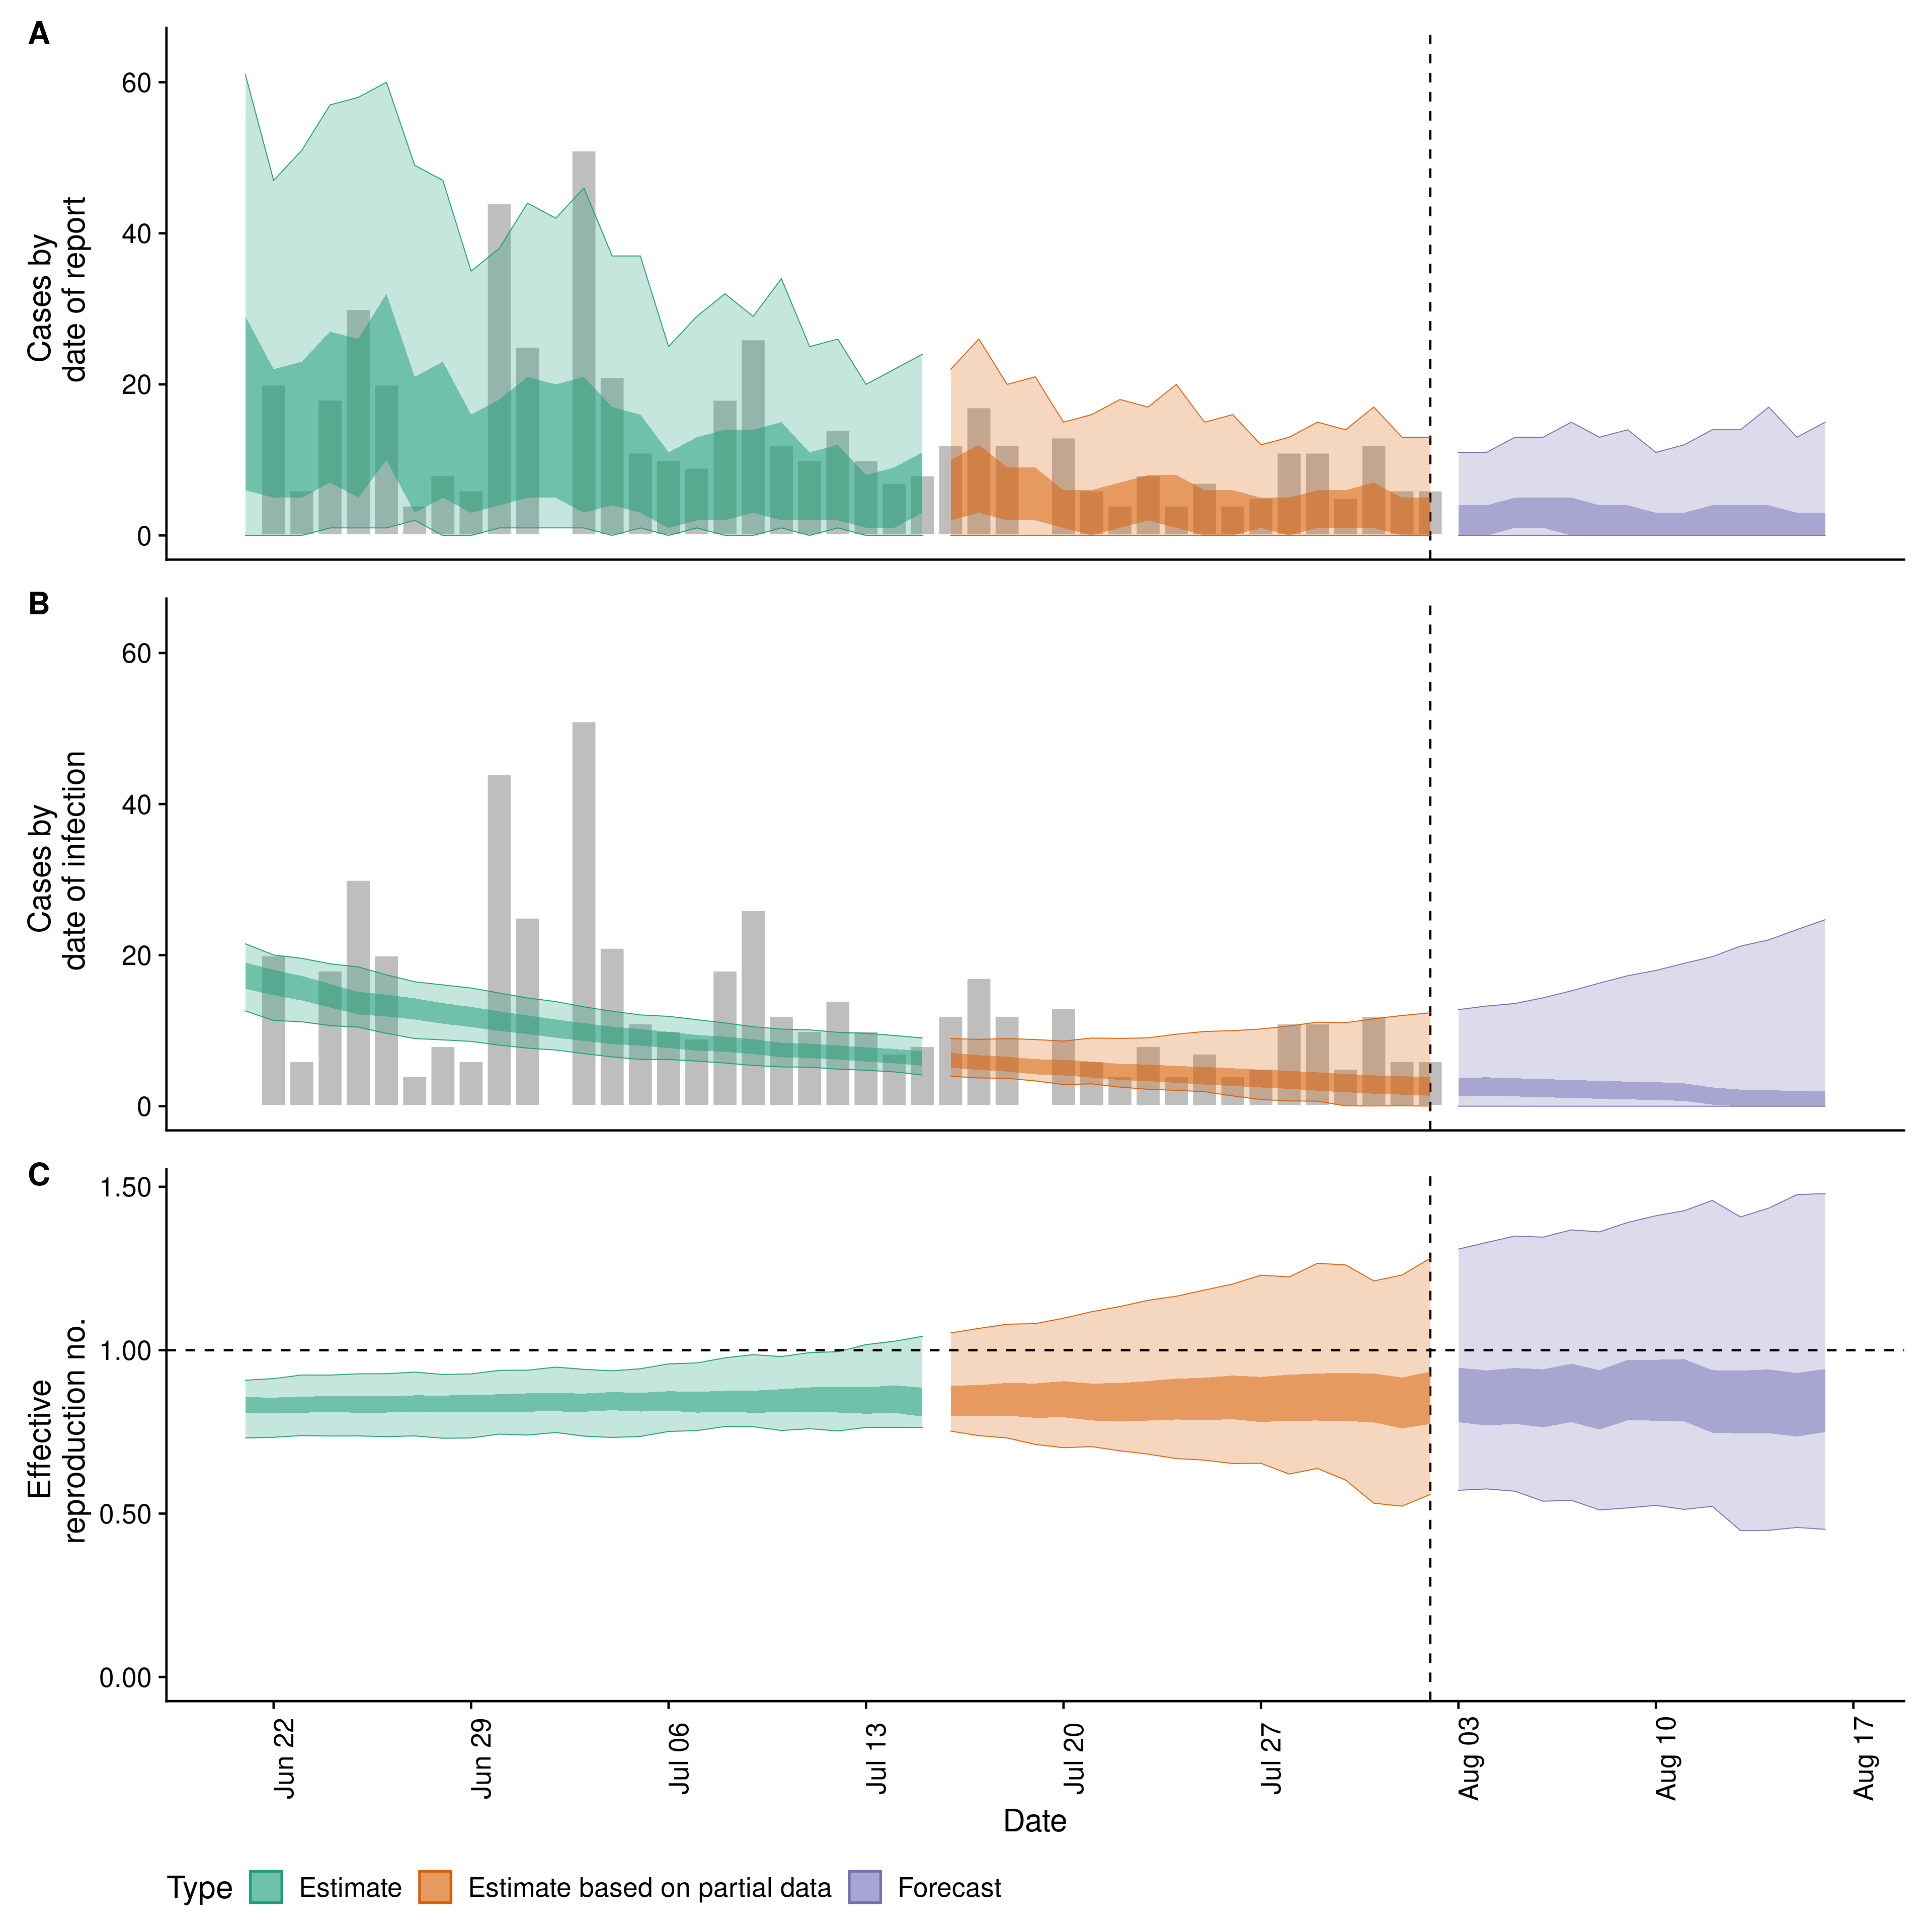 A
60
40
20
0
Cases by
date of report
B
60
40
20
0
Cases by
date of infection
C
1.50
1.00
0.50
0.00
Effective
reproduction no.
Jun 22
Jun 29
Jul 06
Jul 13
Jul 20
Jul 27
Aug 03
Aug 10
Aug 17
Date
Type Estimate Estimate based on partial data Forecast